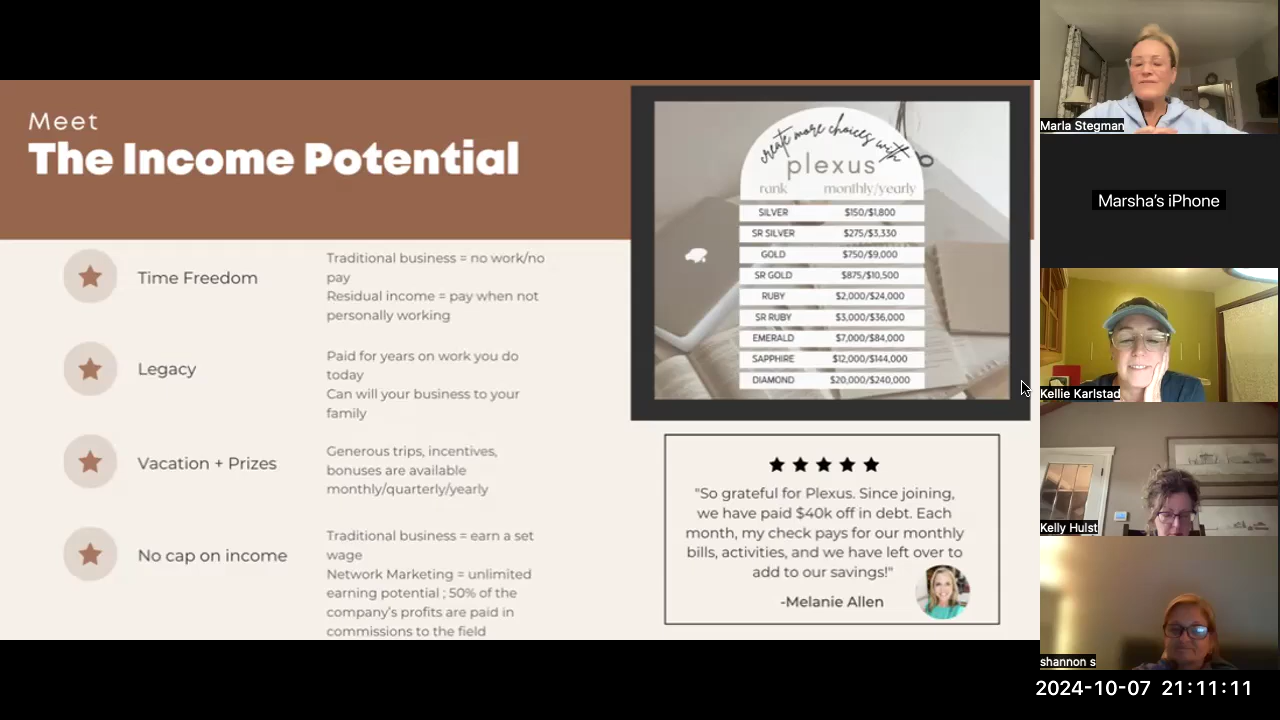 Meet
The Income Potential
Time Freedom
Traditional business = no work/no
pay
Residual income = pay when not
personally working
Legacy
Paid for years on work you do
today
Can will your business to your
family
Vacation + Prizes
Generous trips, incentives,
bonuses are available
monthly/quarterly/yearly
No cap on income
Traditional business = earn a set
wage
Network Marketing = unlimited
earning potential ; 50% of the
company's profits are paid in
commissions to the field
create more choices with
plexus
rank monthly/yearly
SILVER $150/$1,800
SR SILVER $275/$3,330
GOLD $750/$9,000
SR GOLD $875/$10,500
RUBY $2,000/$24,000
SR RUBY $3,000/$36,000
EMERALD $7,000/$84,000
SAPPHIRE $12,000/$144,000
DIAMOND $20,000/$240,000
"So grateful for Plexus. Since joining,
we have paid $40k off in debt. Each
month, my check pays for our monthly
bills, activities, and we have left over to
add to our savings!"
-Melanie Allen
Marla Stegman
Marsha's iPhone
Kellie Karlstad
Kelly Hulst
shannon s
2024-10-07 21:11:11